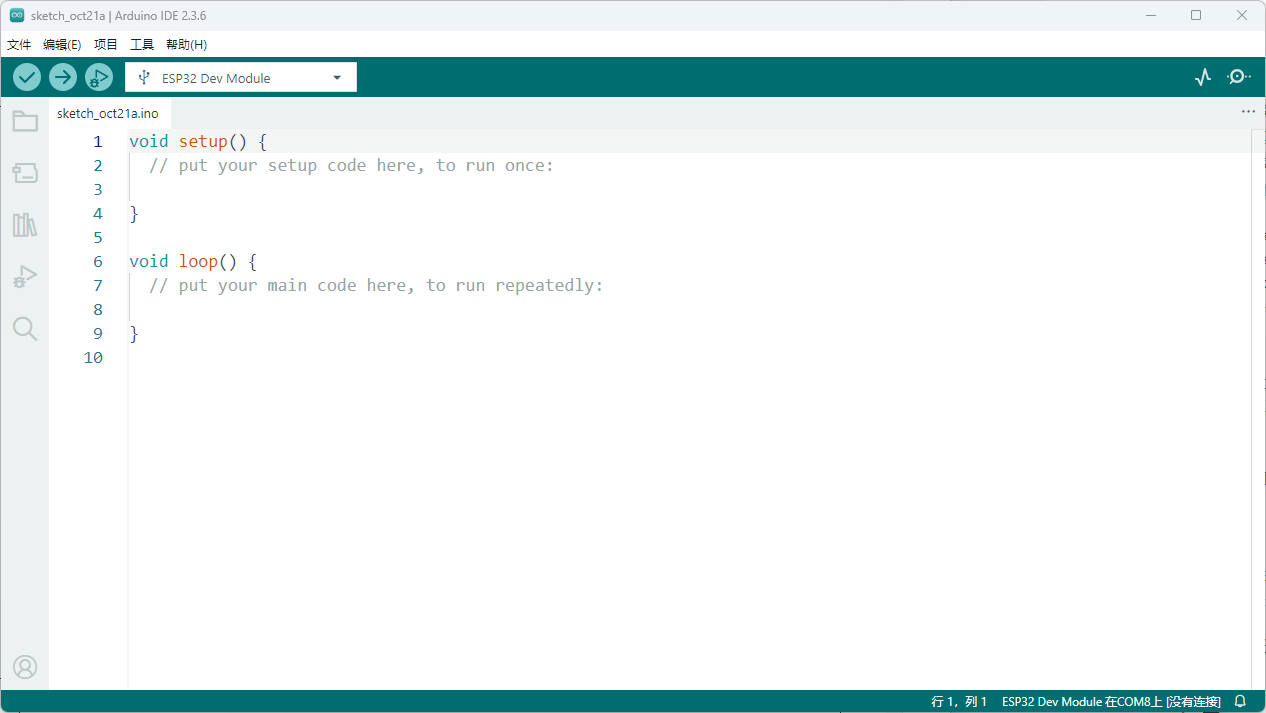 sketch_oct21a | Arduino IDE 2.3.6
文件 编辑(E) 项目 工具 帮助(H)
ESP32 Dev Module
sketch_oct21a.ino
1 void setup() {
2 // put your setup code here, to run once:
3
4 }
5
6 void loop() {
7 // put your main code here, to run repeatedly:
8
9 }
10
行 1，列 1 ESP32 Dev Module 在COM8上 [没有连接]